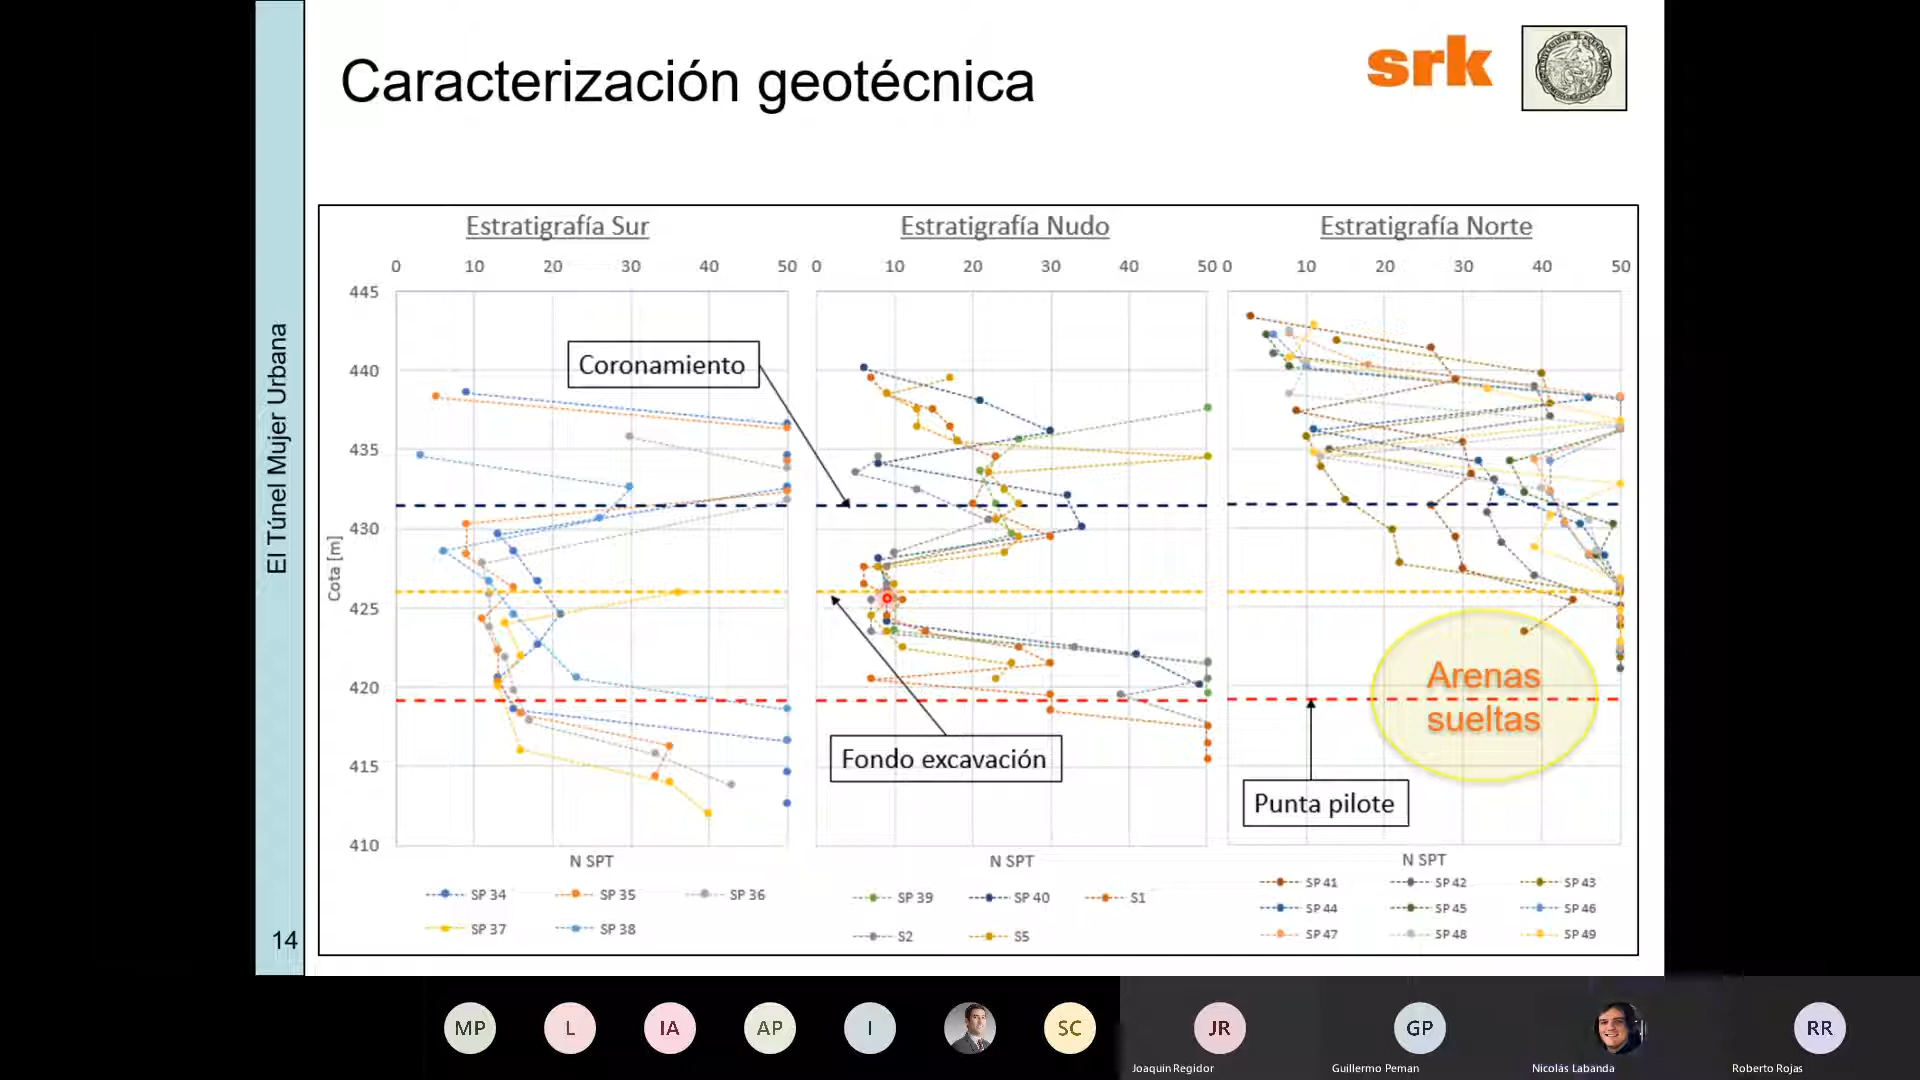 Caracterización geotécnica
srk
El Túnel Mujer Urbana
14
Estratigrafía Sur
Estratigrafía Nudo
Estratigrafía Norte
0 10 20 30 40 50
0 10 20 30 40 50
0 10 20 30 40 50
445
440
435
430
425
420
415
410
Cota [m]
Coronamiento
Fondo excavación
Arenas
sueltas
Punta pilote
N SPT
N SPT
N SPT
SP 34 SP 35 SP 36
SP 37 SP 38
SP 39 SP 40 S1
S2 S5
SP 41 SP 42 SP 43
SP 44 SP 45 SP 46
SP 47 SP 48 SP 49
MP L IA AP I SC JR GP RR
Joaquin Regidor Guillermo Peman Nicolás Labanda Roberto Rojas